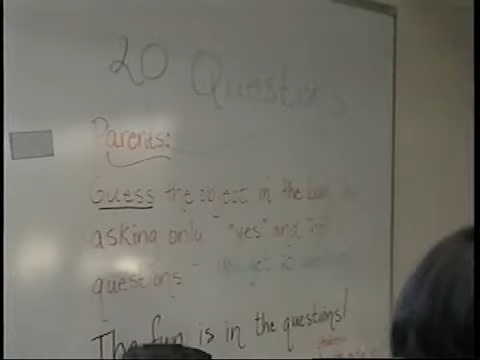 20 Questions
Parents:
Guess the object in the
asking only "yes" and "no"
questions -
The fun is in the questions!